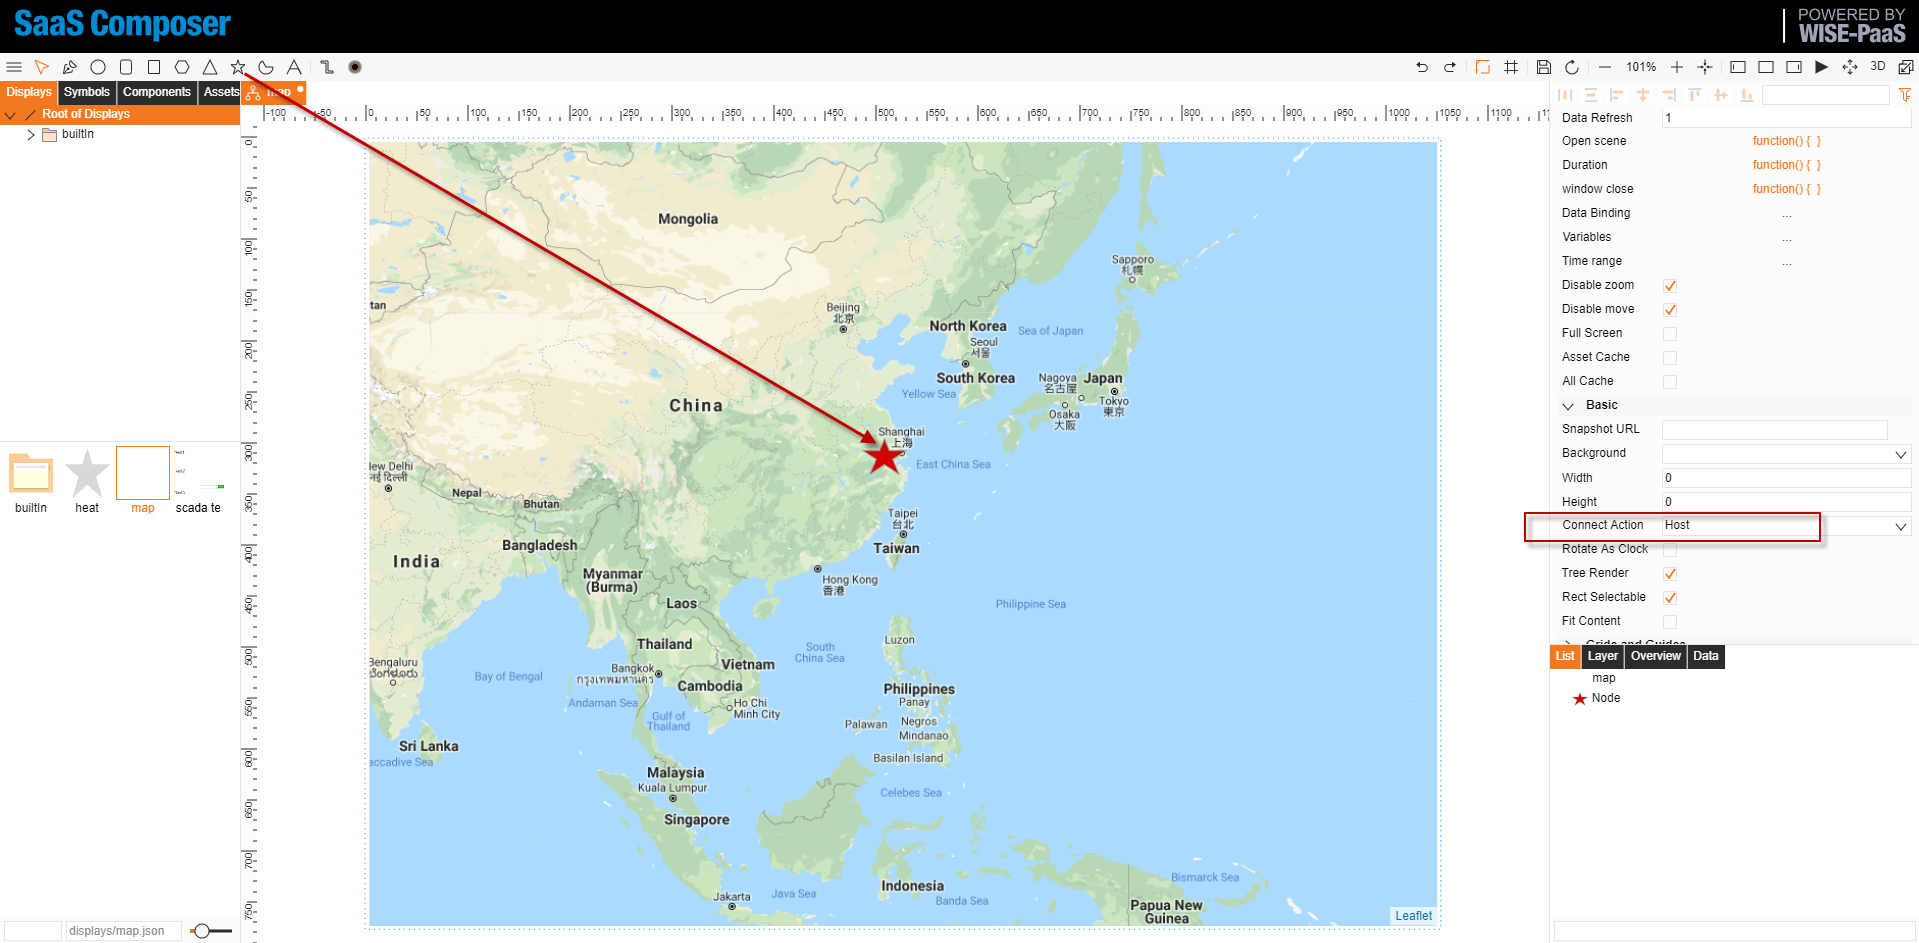 SaaS Composer
POWERED BY
WISE-PaaS
101%
3D
Displays
Symbols
Components
Assets
map
Root of Displays
builtIn
-100
-50
0
50
100
150
200
250
300
350
400
450
500
550
600
650
700
750
800
850
900
950
1000
1050
1100
0
50
100
150
200
250
300
350
400
450
500
550
600
650
700
750
Mongolia
Sapporo
札幌
tan
Beijing
北京
North Korea
Sea of Japan
Seoul
서울
South Korea
Nagoya
名古屋
Japan
Tokyo
東京
Osaka
大阪
Yellow Sea
China
Shanghai
上海
East China Sea
New Delhi
नई दिल्ली
Nepal
Bhutan
Taipei
台北
Taiwan
Bangladesh
India
Myanmar
(Burma)
Hong Kong
香港
Laos
Philippine Sea
Luzon
Thailand
South
China Sea
Vietnam
Bengaluru
ಬೆಂಗಳೂರು
Bay of Bengal
Bangkok
กรุงเทพมหานคร
Cambodia
Philippines
Panay
Andaman Sea
Ho Chi
Minh City
Gulf of
Thailand
Palawan
Negros
Mindanao
Sri Lanka
Basilan Island
accadive Sea
Malaysia
Kuala Lumpur
Celebes Sea
Singapore
Jakarta
Java Sea
Indonesia
Banda Sea
Bismarck Sea
Papua New
Guinea
Leaflet
builtIn
heat
map
scada te
displays/map.json
Data Refresh 1
Open scene function() { }
Duration function() { }
window close function() { }
Data Binding ...
Variables ...
Time range ...
Disable zoom
Disable move
Full Screen
Asset Cache
All Cache
Basic
Snapshot URL
Background
Width 0
Height 0
Connect Action Host
Rotate As Clock
Tree Render
Rect Selectable
Fit Content
Grids and Guides
List
Layer
Overview
Data
map
Node